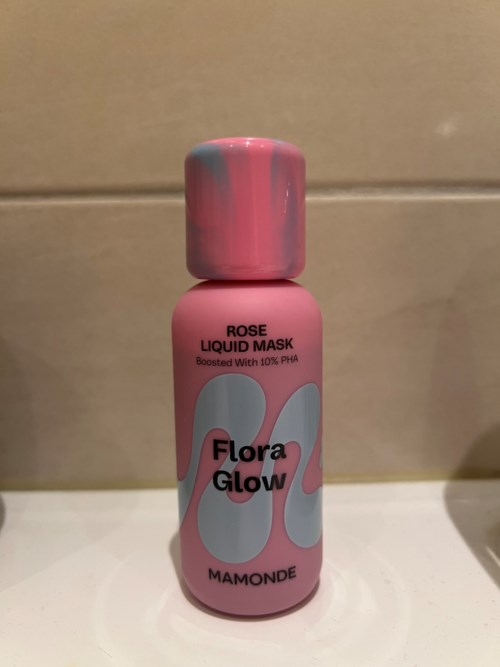 ROSE
LIQUID MASK
Boosted With 10% PHA
Flora
Glow
MAMONDE